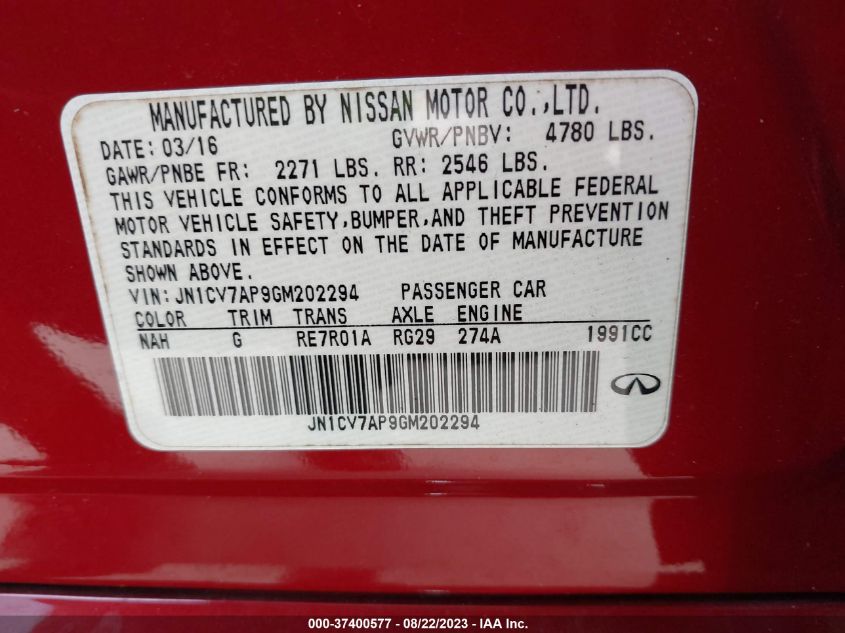 MANUFACTURED BY NISSAN MOTOR CO.,LTD.
DATE: 03/16 GVWR/PNBV: 4780 LBS.
GAWR/PNBE FR: 2271 LBS. RR: 2546 LBS.
THIS VEHICLE CONFORMS TO ALL APPLICABLE FEDERAL
MOTOR VEHICLE SAFETY,BUMPER,AND THEFT PREVENTION
STANDARDS IN EFFECT ON THE DATE OF MANUFACTURE
SHOWN ABOVE.
VIN:JN1CV7AP9GM202294 PASSENGER CAR
COLOR TRIM TRANS AXLE ENGINE
NAH G RE7R01A RG29 274A 1991CC
JN1CV7AP9GM202294
000-37400577 - 08/22/2023 - IAA Inc.